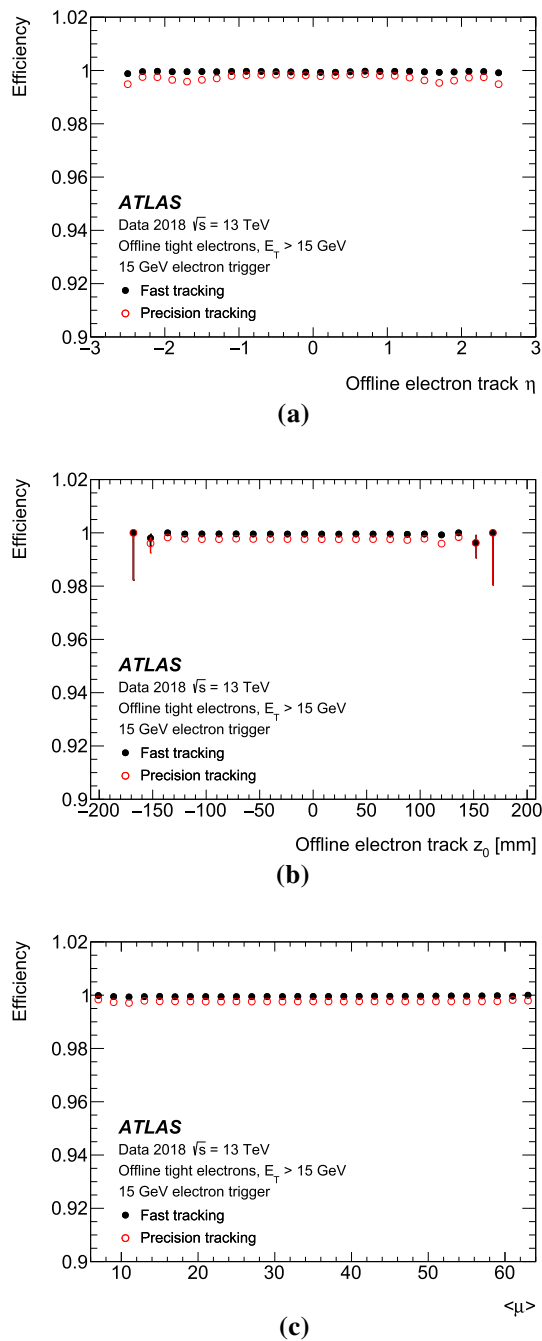 Efficiency
1.02
1
0.98
0.96
0.94
0.92
0.9
ATLAS
Data 2018 √s = 13 TeV
Offline tight electrons, E_T > 15 GeV
15 GeV electron trigger
Fast tracking
Precision tracking
−3 −2 −1 0 1 2 3
Offline electron track η
(a)
Efficiency
1.02
1
0.98
0.96
0.94
0.92
0.9
ATLAS
Data 2018 √s = 13 TeV
Offline tight electrons, E_T > 15 GeV
15 GeV electron trigger
Fast tracking
Precision tracking
−200 −150 −100 −50 0 50 100 150 200
Offline electron track z_0 [mm]
(b)
Efficiency
1.02
1
0.98
0.96
0.94
0.92
0.9
ATLAS
Data 2018 √s = 13 TeV
Offline tight electrons, E_T > 15 GeV
15 GeV electron trigger
Fast tracking
Precision tracking
10 20 30 40 50 60
<μ>
(c)